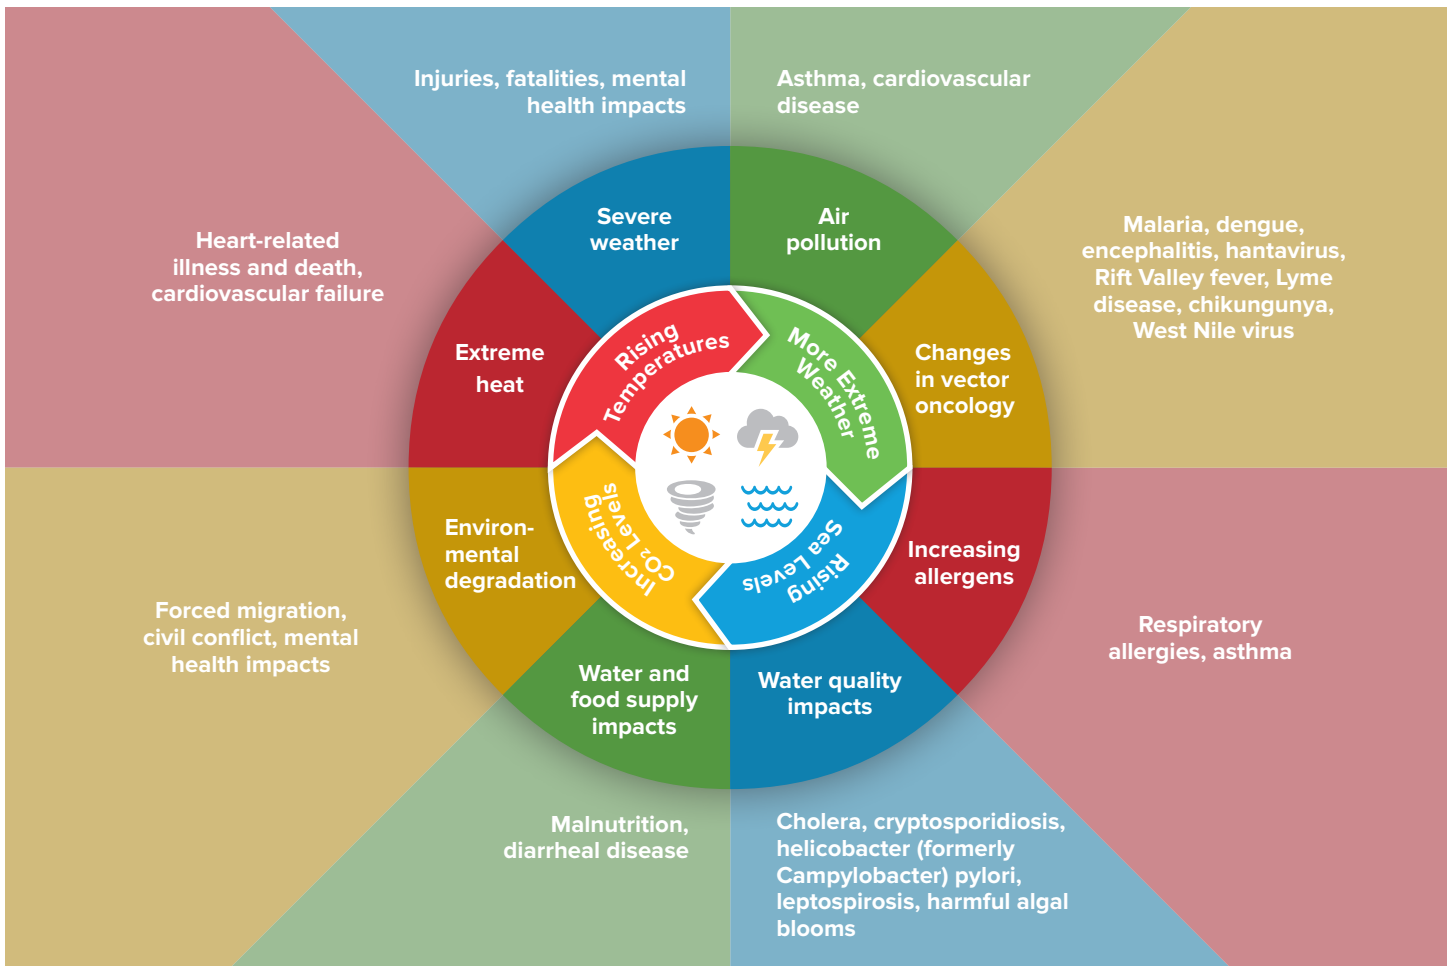 Injuries, fatalities, mental
health impacts
Asthma, cardiovascular
disease
Severe
weather
Air
pollution
Heart-related
illness and death,
cardiovascular failure
Malaria, dengue,
encephalitis, hantavirus,
Rift Valley fever, Lyme
disease, chikungunya,
West Nile virus
Extreme
heat
Changes
in vector
oncology
Rising
Temperatures
More Extreme
Weather
Rising
Sea Levels
Increasing
CO₂ Levels
Environ-
mental
degradation
Increasing
allergens
Forced migration,
civil conflict, mental
health impacts
Respiratory
allergies, asthma
Water and
food supply
impacts
Water quality
impacts
Malnutrition,
diarrheal disease
Cholera, cryptosporidiosis,
helicobacter (formerly
Campylobacter) pylori,
leptospirosis, harmful algal
blooms